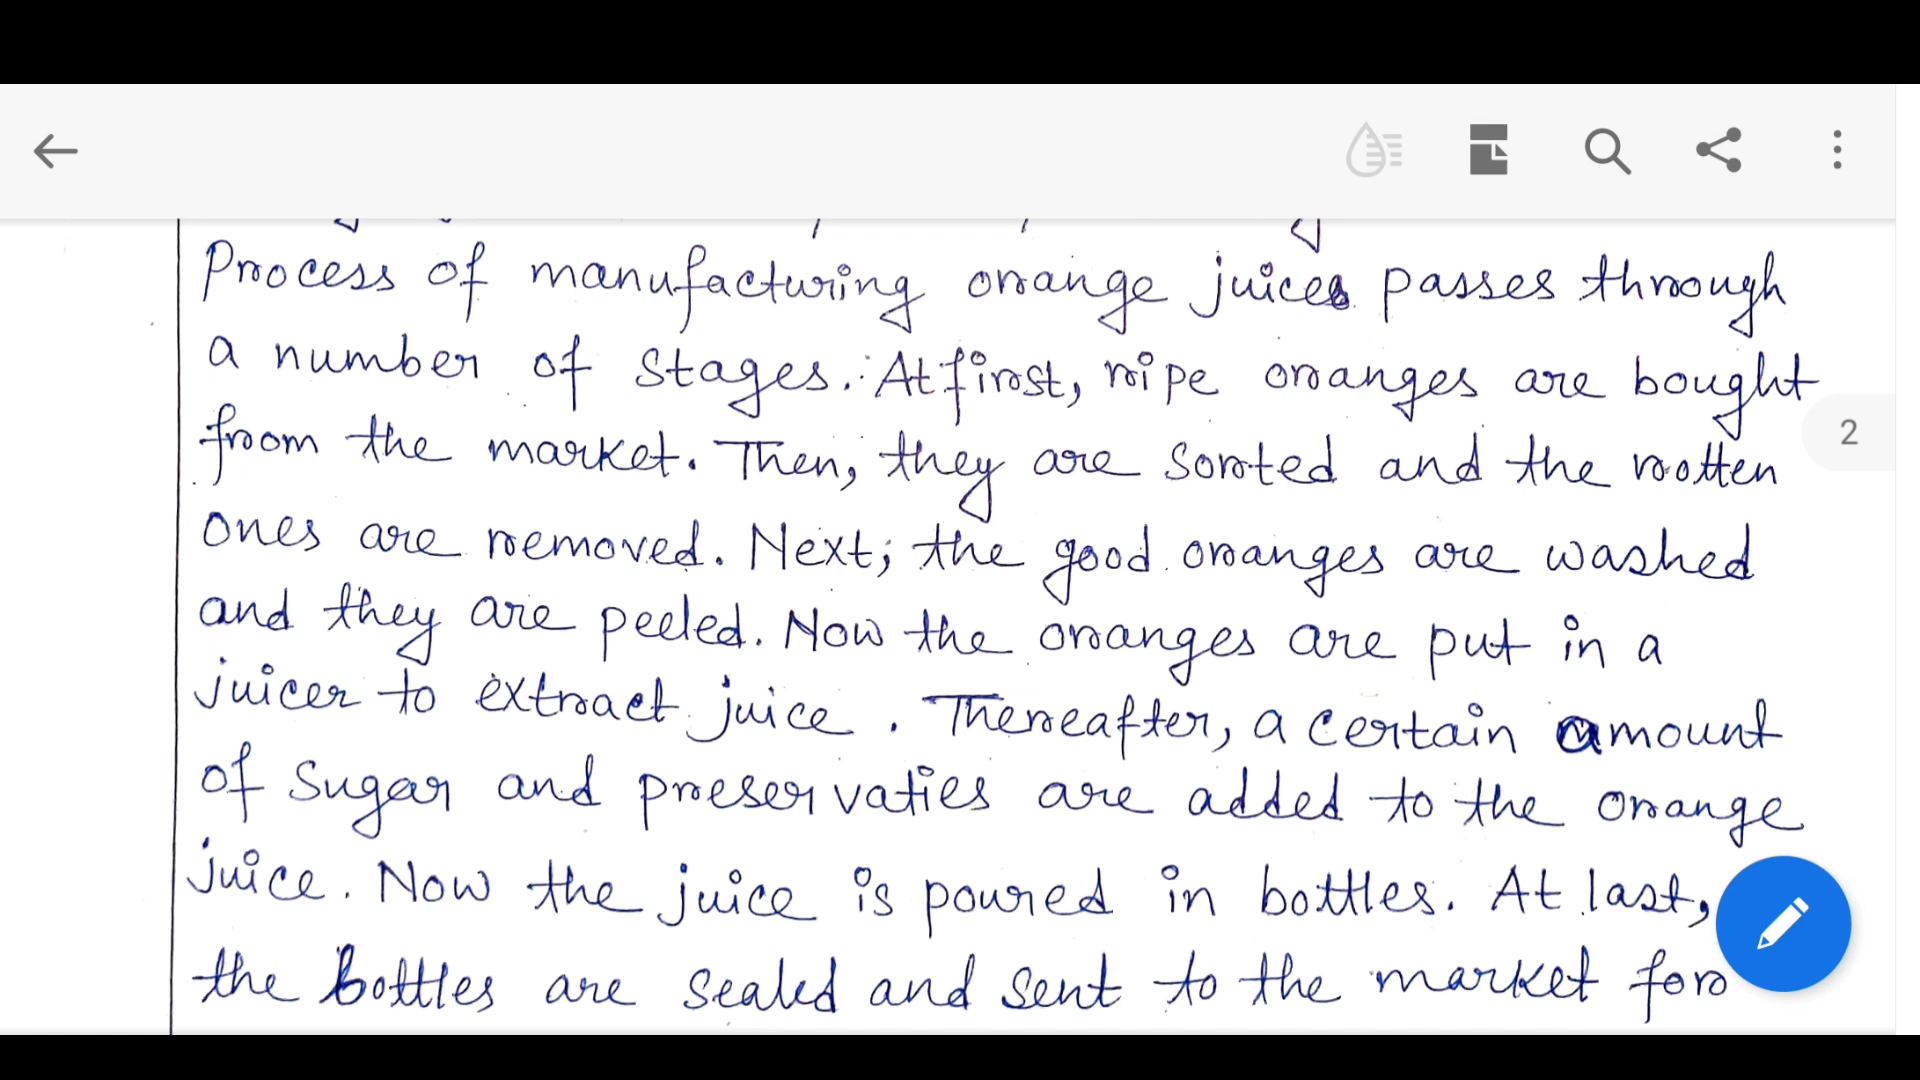 Process of manufacturing orange juices passes through
a number of stages. At first, ripe oranges are bought
from the market. Then, they are sorted and the rotten
2
ones are removed. Next, the good oranges are washed
and they are peeled. Now the oranges are put in a
juicer to extract juice. Thereafter, a certain amount
of sugar and preservaties are added to the orange
juice. Now the juice is poured in bottles. At last,
the bottles are sealed and sent to the market for